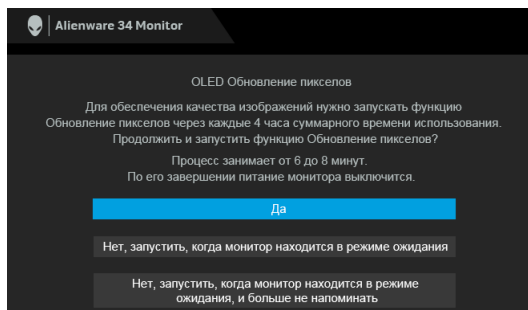 Alienware 34 Monitor
OLED Обновление пикселов
Для обеспечения качества изображений нужно запускать функцию
Обновление пикселов через каждые 4 часа суммарного времени использования.
Продолжить и запустить функцию Обновление пикселов?
Процесс занимает от 6 до 8 минут.
По его завершении питание монитора выключится.
Да
Нет, запустить, когда монитор находится в режиме ожидания
Нет, запустить, когда монитор находится в режиме
ожидания, и больше не напоминать